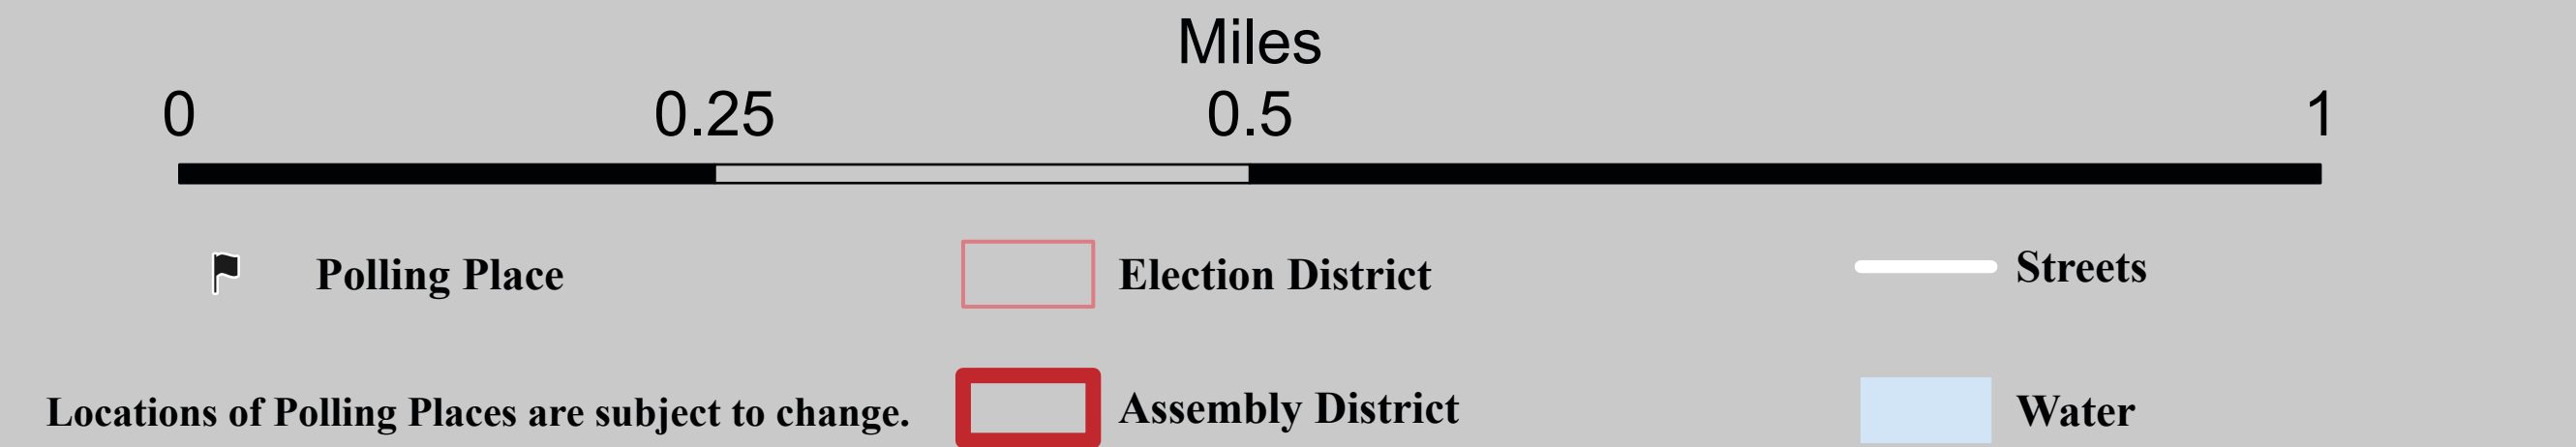 Miles
0 0.25 0.5 1
Polling Place Election District Streets
Locations of Polling Places are subject to change. Assembly District Water